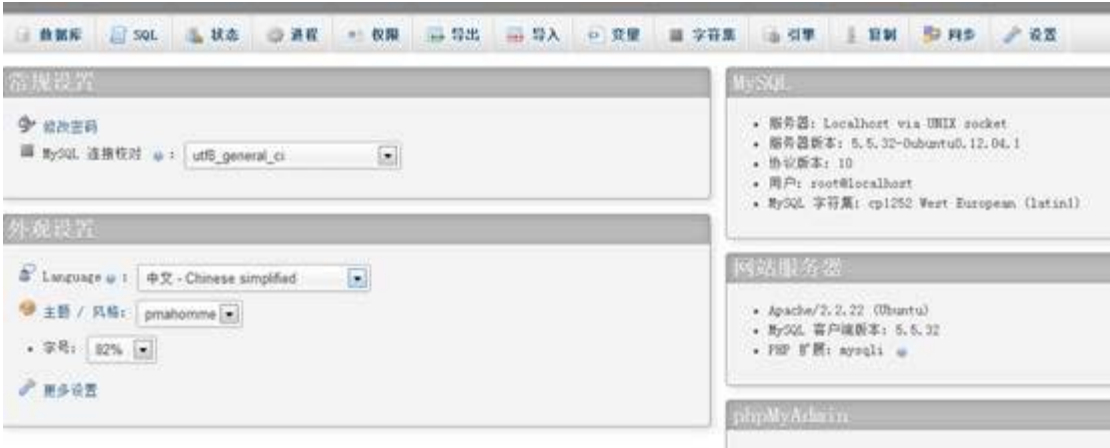 数据库 SQL 状态 进程 权限 导出 导入 变量 字符集 引擎 复制 同步 设置
常规设置
修改密码
MySQL 连接校对 : utf8_general_ci
外观设置
Language : 中文 - Chinese simplified
主题 / 风格: pmahomme
• 字号: 82%
更多设置
MySQL
• 服务器: Localhost via UNIX socket
• 服务器版本: 5.5.32-0ubuntu0.12.04.1
• 协议版本: 10
• 用户: root@localhost
• MySQL 字符集: cp1252 West European (latin1)
网站服务器
• Apache/2.2.22 (Ubuntu)
• MySQL 客户端版本: 5.5.32
• PHP 扩展: mysqli
phpMyAdmin